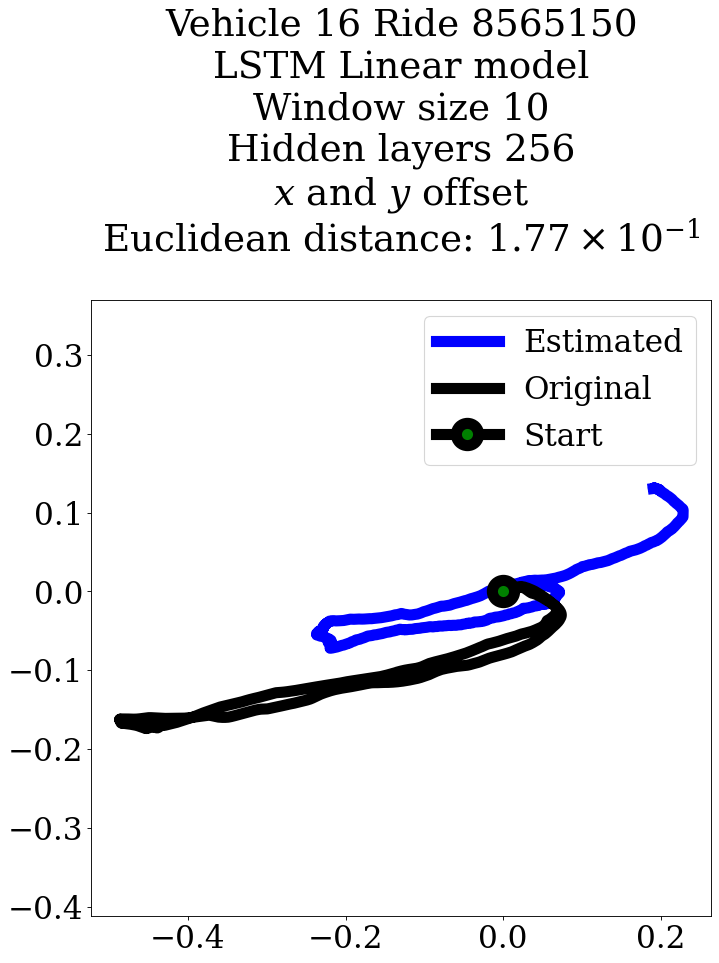 Vehicle 16 Ride 8565150
LSTM Linear model
Window size 10
Hidden layers 256
x and y offset
Euclidean distance: 1.77 × 10⁻¹
Estimated
Original
Start
0.3
0.2
0.1
0.0
−0.1
−0.2
−0.3
−0.4
−0.4 −0.2 0.0 0.2